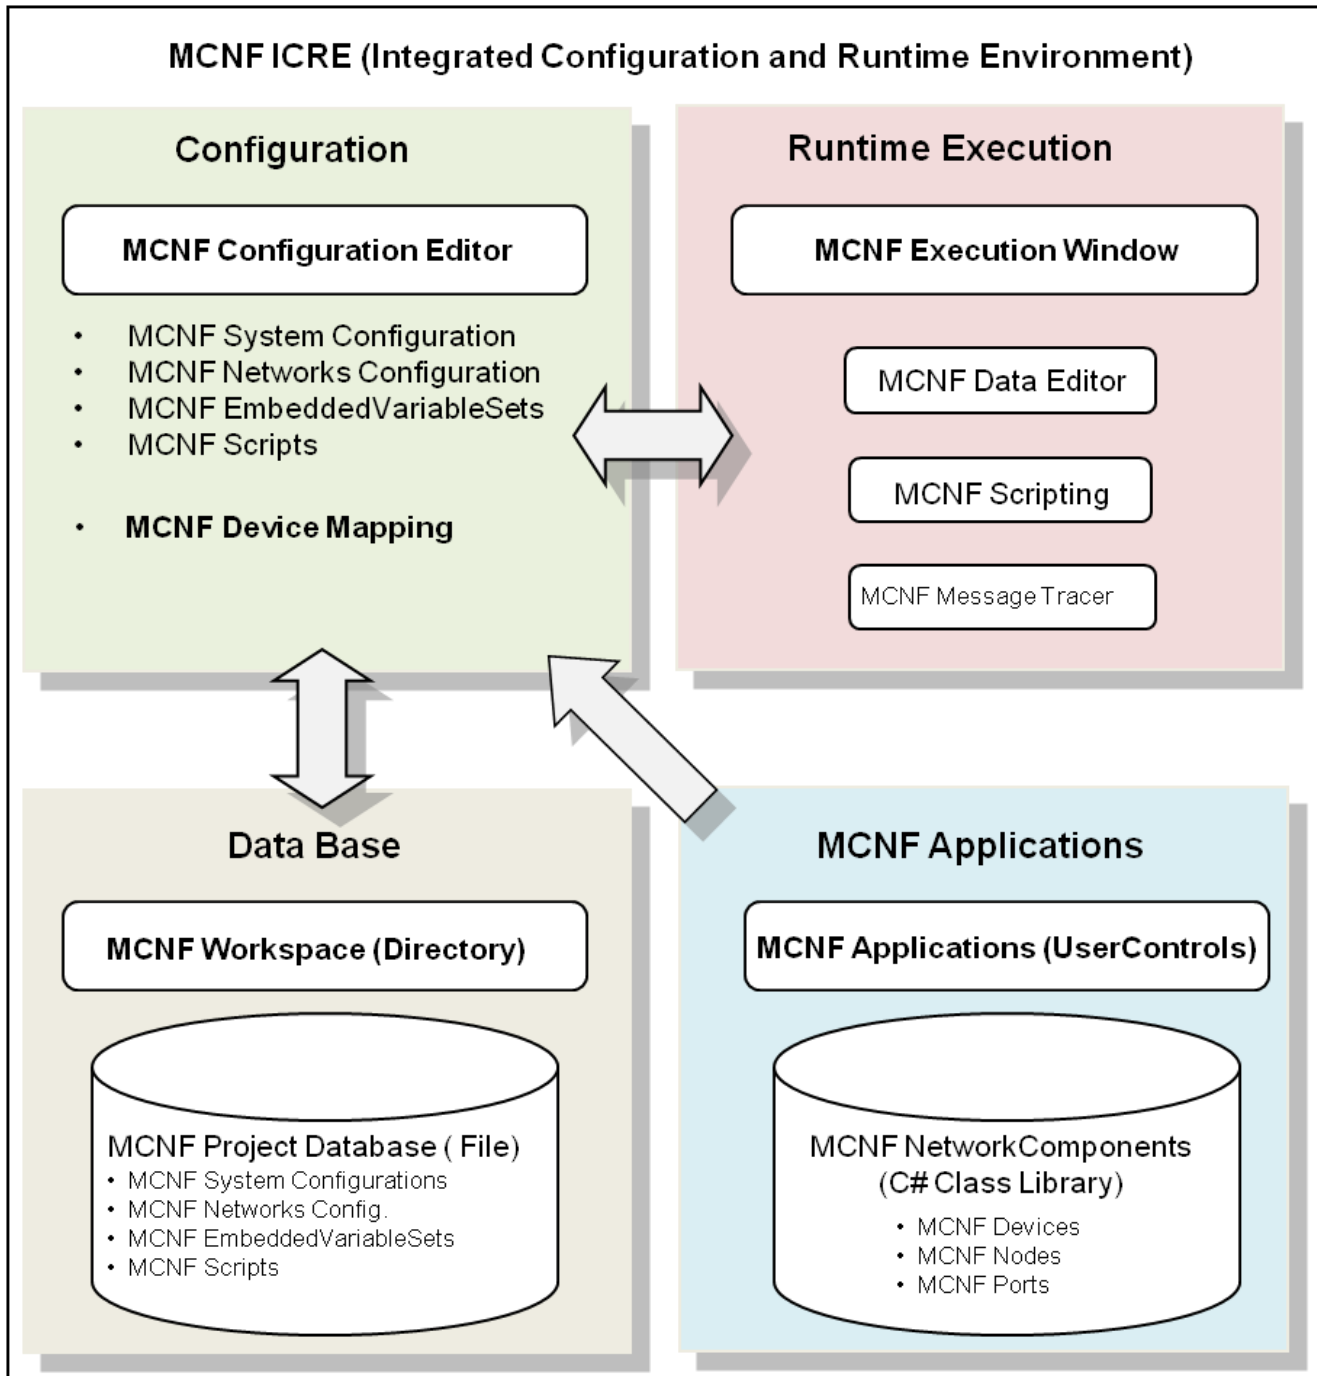 MCNF ICRE (Integrated Configuration and Runtime Environment)
Configuration
MCNF Configuration Editor
• MCNF System Configuration
• MCNF Networks Configuration
• MCNF EmbeddedVariableSets
• MCNF Scripts
• MCNF Device Mapping
Runtime Execution
MCNF Execution Window
MCNF Data Editor
MCNF Scripting
MCNF Message Tracer
Data Base
MCNF Workspace (Directory)
MCNF Project Database ( File)
• MCNF System Configurations
• MCNF Networks Config.
• MCNF EmbeddedVariableSets
• MCNF Scripts
MCNF Applications
MCNF Applications (UserControls)
MCNF NetworkComponents
(C# Class Library)
• MCNF Devices
• MCNF Nodes
• MCNF Ports